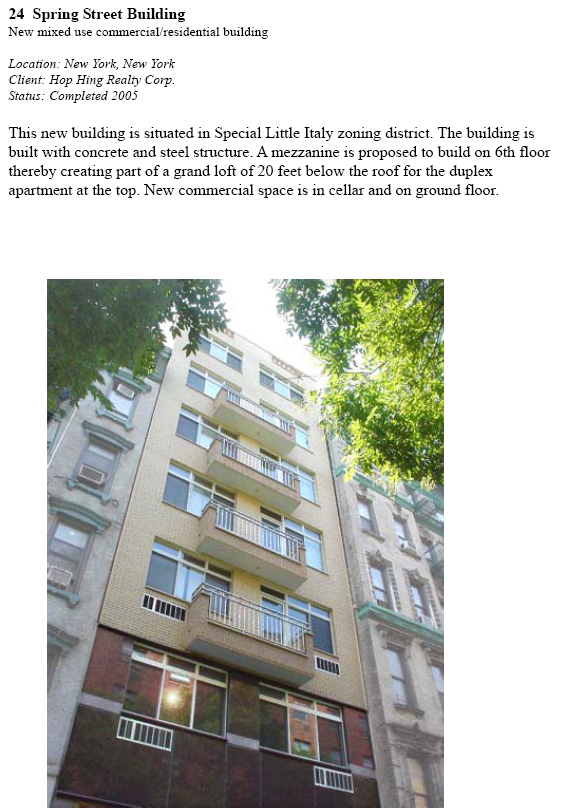 24 Spring Street Building
New mixed use commercial/residential building
Location: New York, New York
Client: Hop Hing Realty Corp.
Status: Completed 2005
This new building is situated in Special Little Italy zoning district. The building is
built with concrete and steel structure. A mezzanine is proposed to build on 6th floor
thereby creating part of a grand loft of 20 feet below the roof for the duplex
apartment at the top. New commercial space is in cellar and on ground floor.